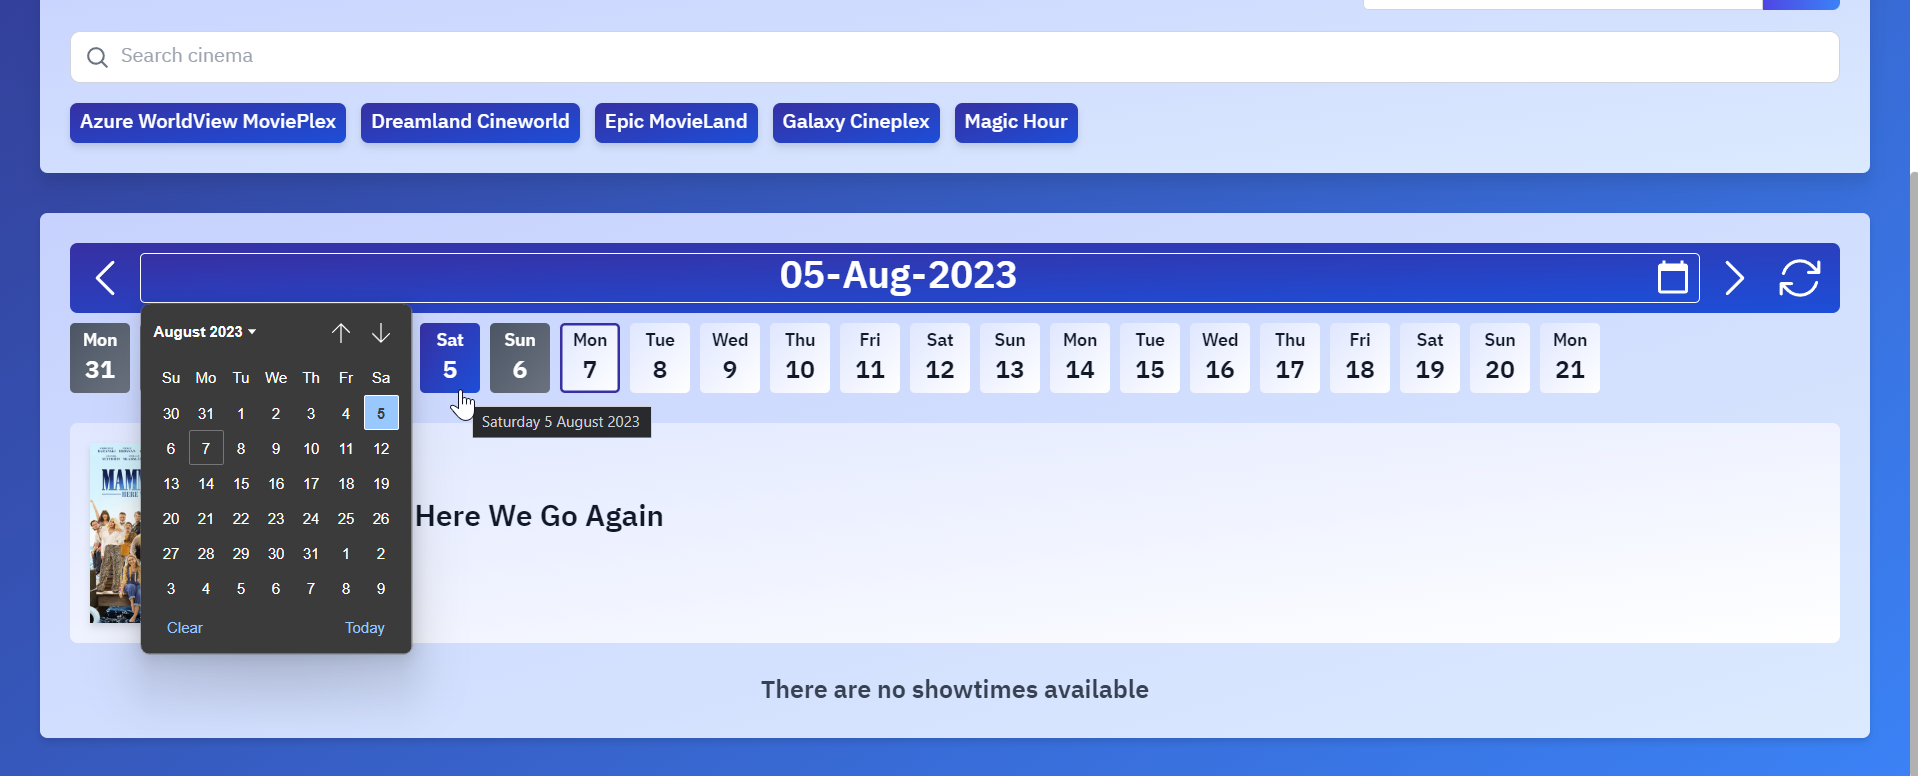 Search cinema
Azure WorldView MoviePlex Dreamland Cineworld Epic MovieLand Galaxy Cineplex Magic Hour
05-Aug-2023
Mon Sat Sun Mon Tue Wed Thu Fri Sat Sun Mon Tue Wed Thu Fri Sat Sun Mon
31 5 6 7 8 9 10 11 12 13 14 15 16 17 18 19 20 21
August 2023
Su Mo Tu We Th Fr Sa
30 31 1 2 3 4 5
6 7 8 9 10 11 12
13 14 15 16 17 18 19
20 21 22 23 24 25 26
27 28 29 30 31 1 2
3 4 5 6 7 8 9
Clear Today
Saturday 5 August 2023
MAM
HERE
Here We Go Again
There are no showtimes available